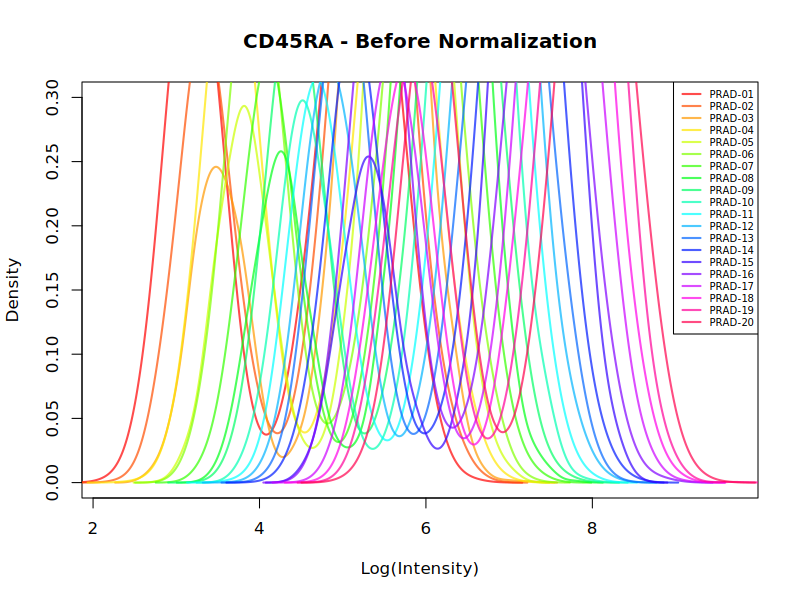 CD45RA - Before Normalization
Density
0.30
0.25
0.20
0.15
0.10
0.05
0.00
2
4
6
8
Log(Intensity)
PRAD-01
PRAD-02
PRAD-03
PRAD-04
PRAD-05
PRAD-06
PRAD-07
PRAD-08
PRAD-09
PRAD-10
PRAD-11
PRAD-12
PRAD-13
PRAD-14
PRAD-15
PRAD-16
PRAD-17
PRAD-18
PRAD-19
PRAD-20